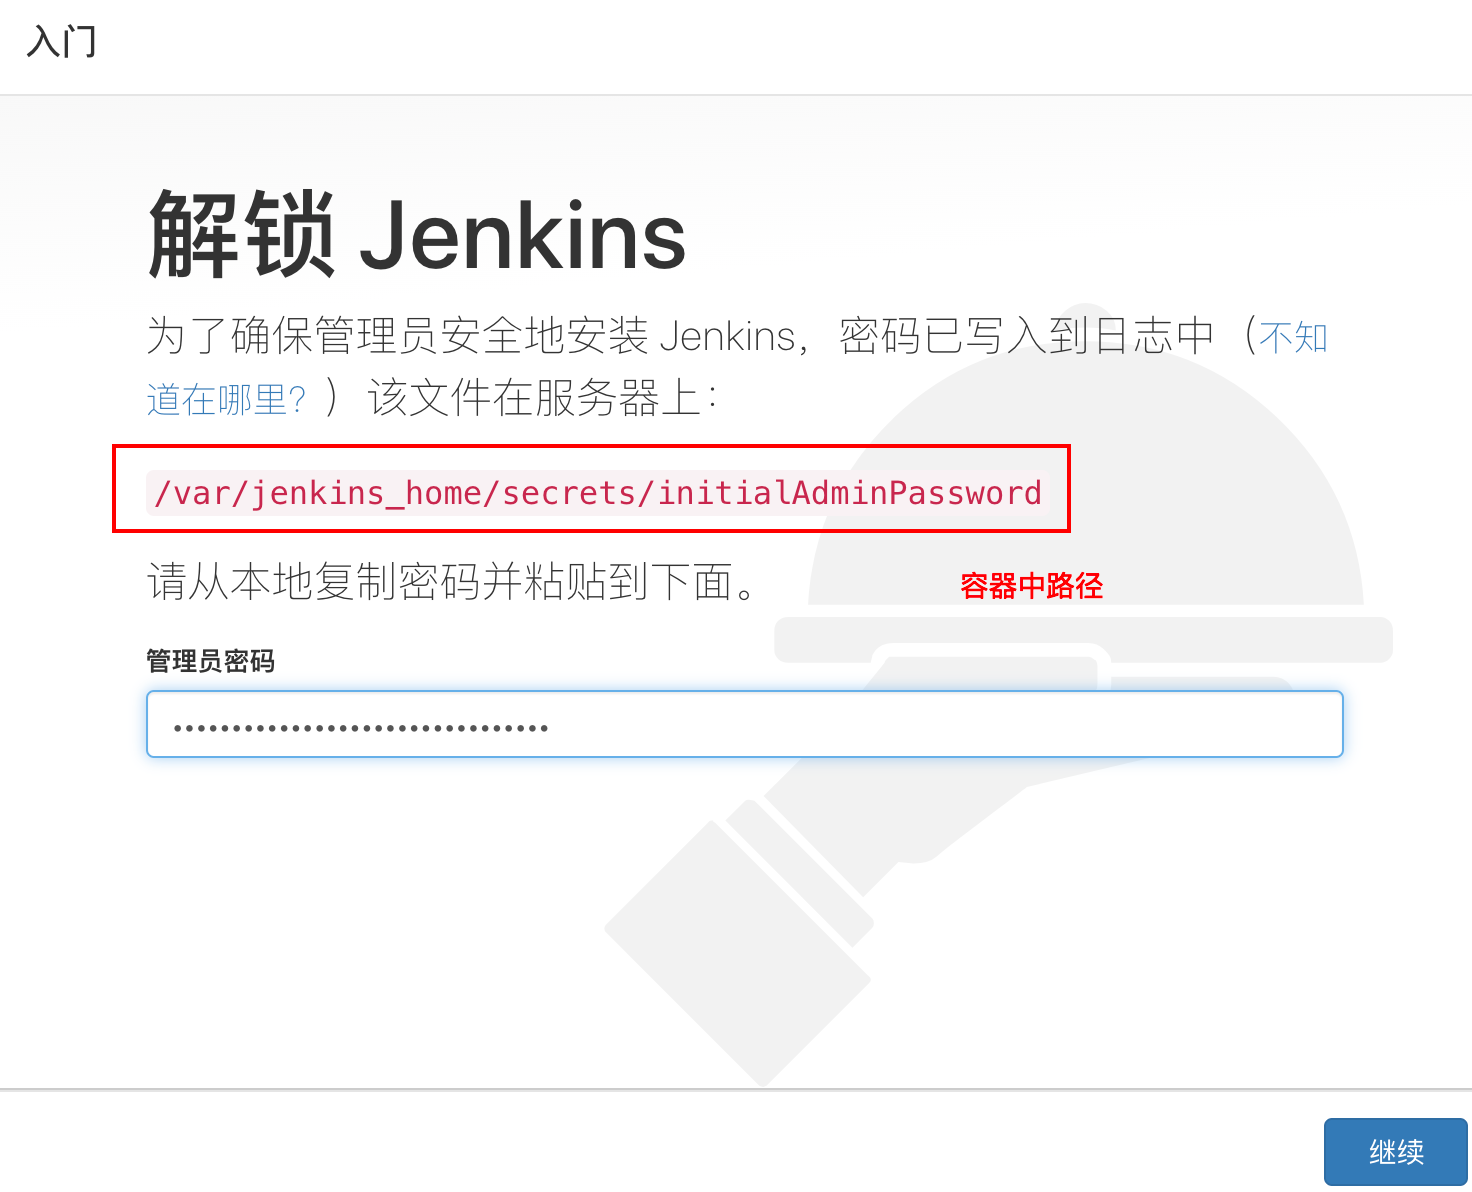 入门
解锁 Jenkins
为了确保管理员安全地安装 Jenkins，密码已写入到日志中（不知
道在哪里？）该文件在服务器上：
/var/jenkins_home/secrets/initialAdminPassword
请从本地复制密码并粘贴到下面。
容器中路径
管理员密码
••••••••••••••••••••••••••••••••
继续